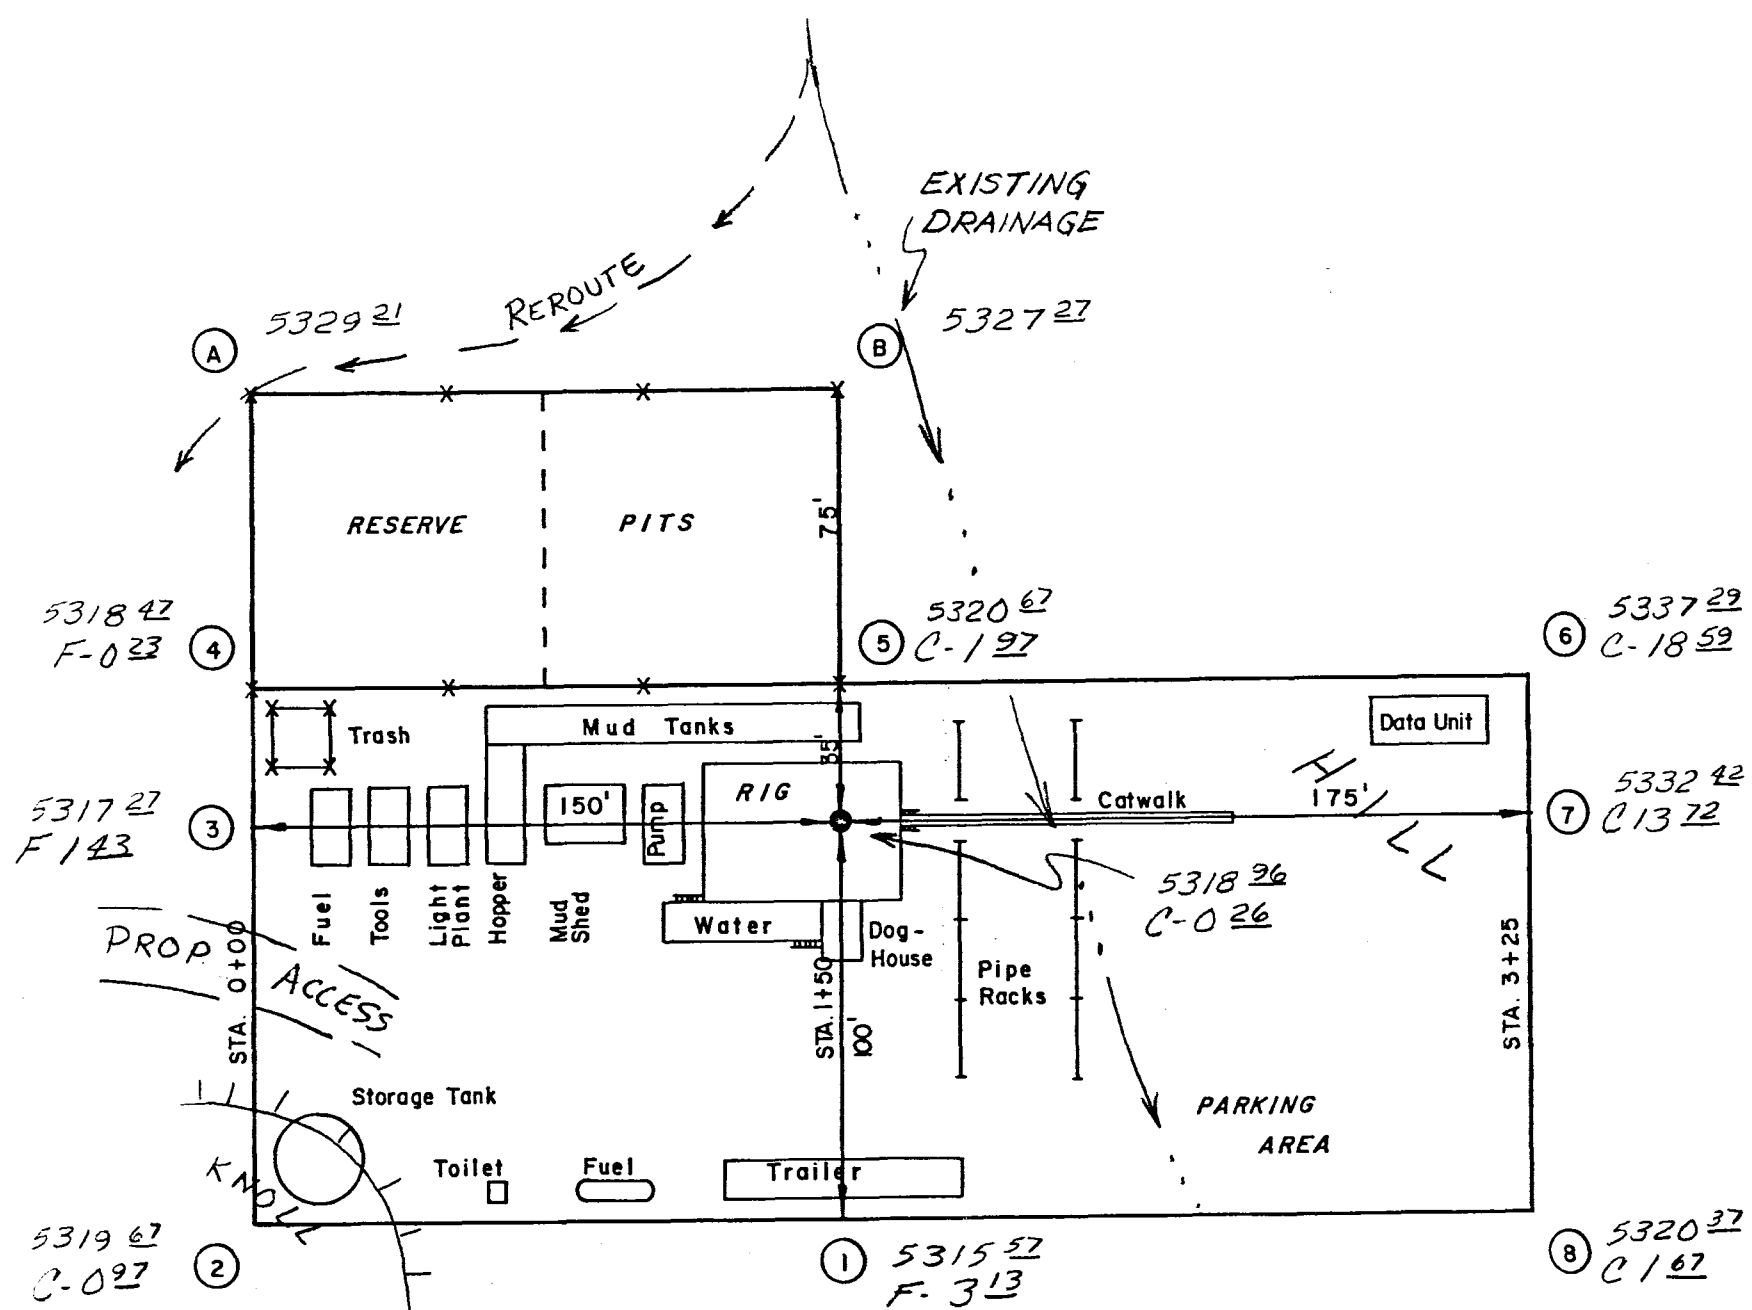 EXISTING
DRAINAGE
REROUTE
A
5329 21
B
5327 27
RESERVE
PITS
75'
5318 47
F-0 23
4
5
5320 67
C-1 97
6
5337 29
C-18 59
Trash
Mud Tanks
35'
Data Unit
5317 27
F 1 43
3
150'
Pump
RIG
Catwalk
H I L L
175'
7
5332 42
C 13 72
Fuel
Tools
Light
Plant
Hopper
Mud
Shed
Water
Dog-
House
5318 96
C-0 26
PROP ACCESS
STA. 0+00
STA. 1+50
100'
Pipe
Racks
STA. 3+25
Storage Tank
KNOLL
Toilet
Fuel
Trailer
PARKING
AREA
5319 67
C-0 97
2
1
5315 57
F-3 13
8
5320 37
C 1 67